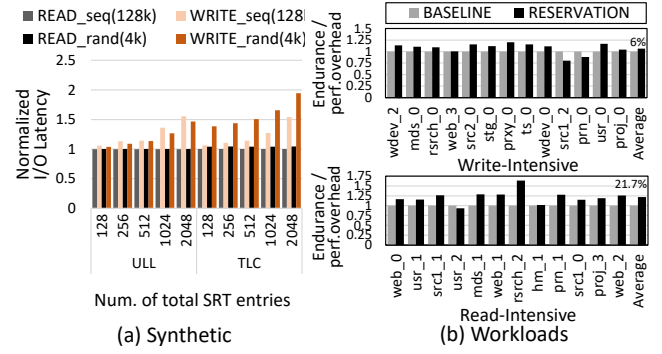 READ_seq(128k)
WRITE_seq(128k)
READ_rand(4k)
WRITE_rand(4k)
Normalized
I/O Latency
2.5
2
1.5
1
0.5
0
128
256
512
1024
2048
128
256
512
1024
2048
ULL
TLC
Num. of total SRT entries
(a) Synthetic
BASELINE
RESERVATION
Endurance /
perf.overhead
1.5
1.25
1
0.75
0.5
0.25
0
6%
wdev_2
mds_0
rsrch_0
web_3
src2_0
stg_0
prxy_0
ts_0
wdev_0
src1_2
prn_0
usr_0
proj_0
Average
Write-Intensive
Endurance /
perf.overhead
1.75
1.5
1.25
1
0.75
0.5
0.25
0
21.7%
web_0
usr_1
src1_1
usr_2
mds_1
web_1
rsrch_2
hm_1
prn_1
src1_0
proj_3
web_2
Average
Read-Intensive
(b) Workloads